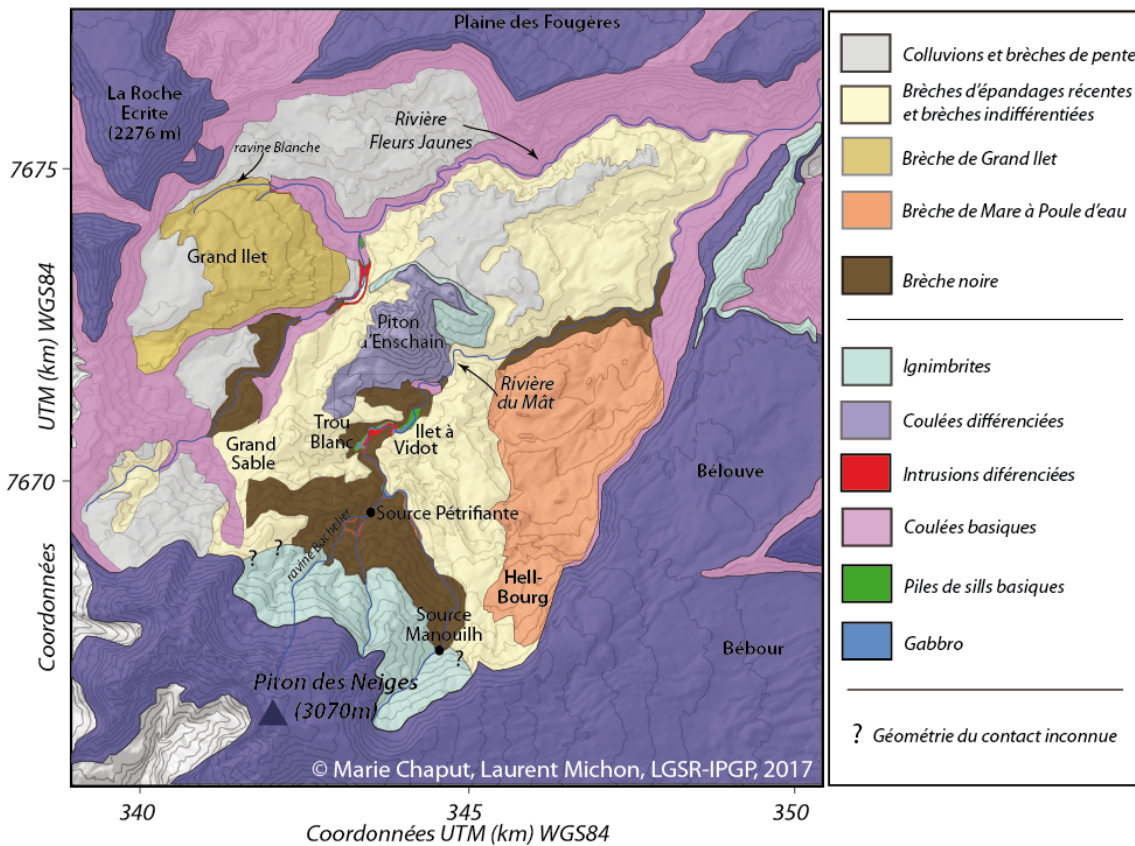 Plaine des Fougères
La Roche
Ecrite
(2276 m)
Rivière
Fleurs Jaunes
ravine Blanche
Grand Ilet
Piton
d'Enschain
Rivière
du Mât
Trou
Blanc
Ilet à
Vidot
Grand
Sable
Bélouve
Source Pétrifiante
?
?
ravine Bachelier
Hell-
Bourg
Source
Manouilh
?
Bébour
Piton des Neiges
(3070m)
© Marie Chaput, Laurent Michon, LGSR-IPGP, 2017
7675
7670
Coordonnées UTM (km) WGS84
340
345
350
Coordonnées UTM (km) WGS84
Colluvions et brèches de pente
Brèches d'épandages récentes
et brèches indifférentiées
Brèche de Grand Ilet
Brèche de Mare à Poule d'eau
Brèche noire
Ignimbrites
Coulées différenciées
Intrusions diférenciées
Coulées basiques
Piles de sills basiques
Gabbro
? Géométrie du contact inconnue